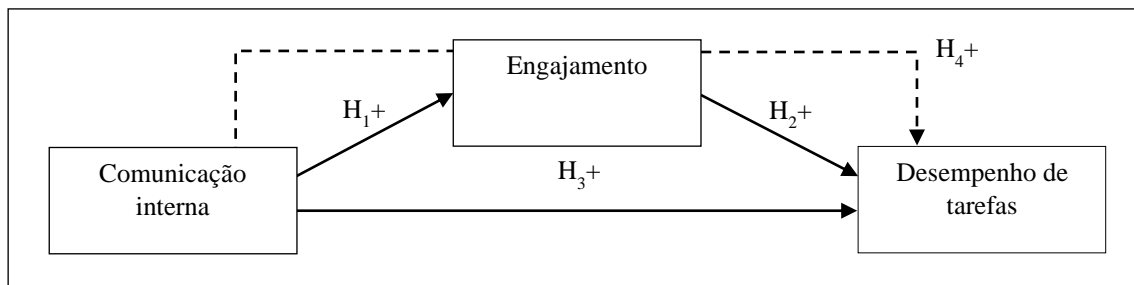 Engajamento
H4+
H1+
H2+
Comunicação
interna
H3+
Desempenho de
tarefas